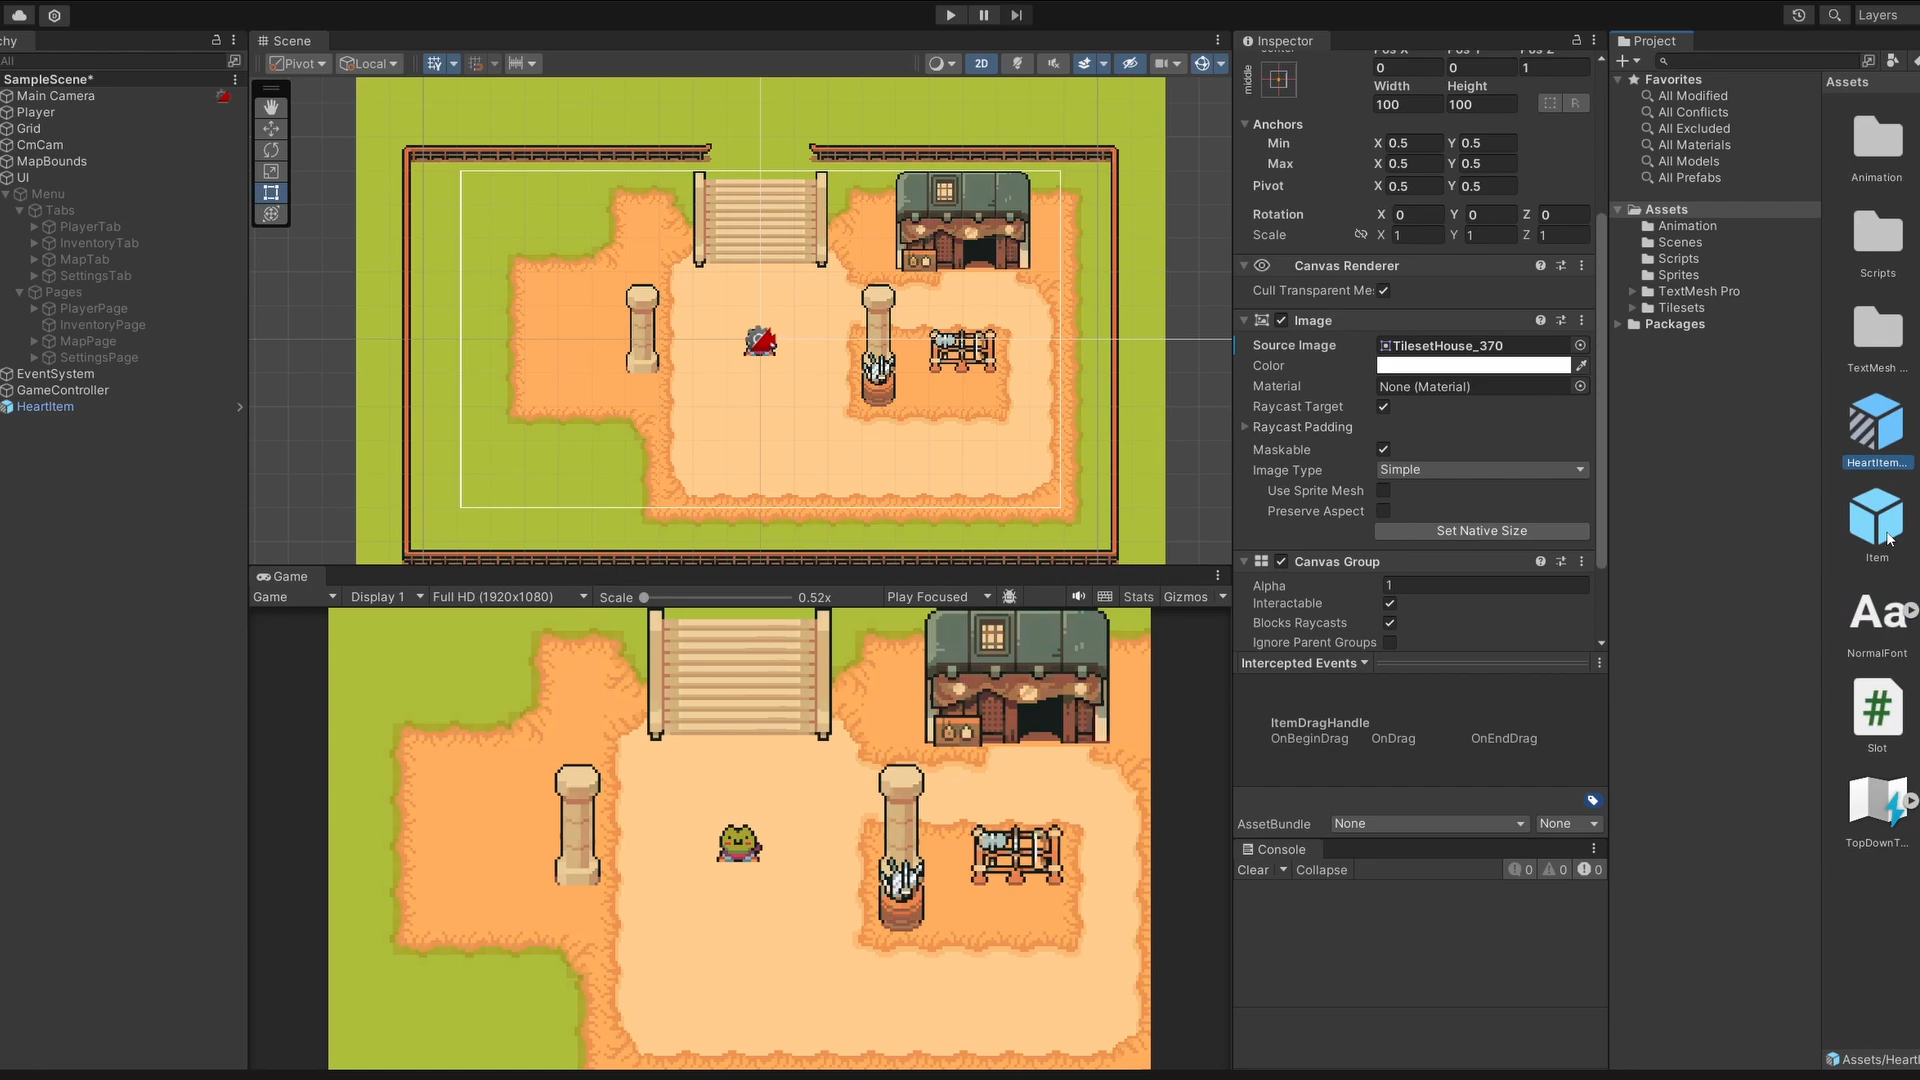 Layers
chy
Scene
Inspector
Project
All
Pivot
Local
2D
SampleScene*
Main Camera
Player
Grid
CmCam
MapBounds
UI
Menu
Tabs
PlayerTab
InventoryTab
MapTab
SettingsTab
Pages
PlayerPage
InventoryPage
MapPage
SettingsPage
EventSystem
GameController
HeartItem
Game
Game
Display 1
Full HD (1920x1080)
Scale
0.52x
Play Focused
Stats
Gizmos
middle
0 0 1
Width Height
100 100
R
Anchors
Min X 0.5 Y 0.5
Max X 0.5 Y 0.5
Pivot X 0.5 Y 0.5
Rotation X 0 Y 0 Z 0
Scale X 1 Y 1 Z 1
Canvas Renderer
Cull Transparent Me:
Image
Source Image TilesetHouse_370
Color
Material None (Material)
Raycast Target
Raycast Padding
Maskable
Image Type Simple
Use Sprite Mesh
Preserve Aspect
Set Native Size
Canvas Group
Alpha 1
Interactable
Blocks Raycasts
Ignore Parent Groups
Intercepted Events
ItemDragHandle
OnBeginDrag OnDrag OnEndDrag
AssetBundle None None
Console
Clear Collapse 0 0 0
Favorites
All Modified
All Conflicts
All Excluded
All Materials
All Models
All Prefabs
Assets
Animation
Scenes
Scripts
Sprites
TextMesh Pro
Tilesets
Packages
Assets
Animation
Scripts
TextMesh ...
HeartItem...
Item
Aa
NormalFont
#
Slot
TopDownT...
Assets/HeartI